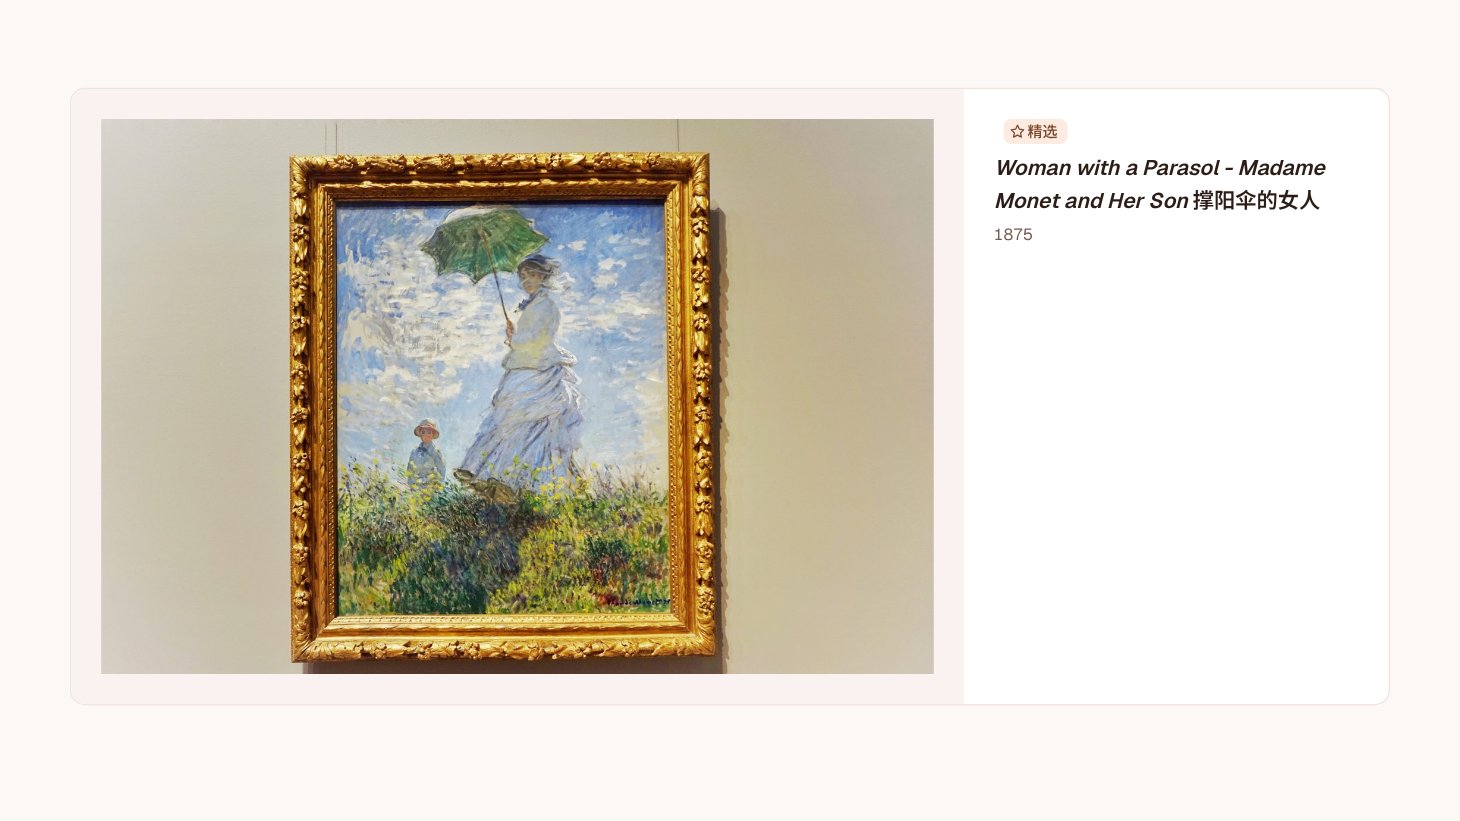 精选
Woman with a Parasol - Madame
Monet and Her Son 撑阳伞的女人
1875